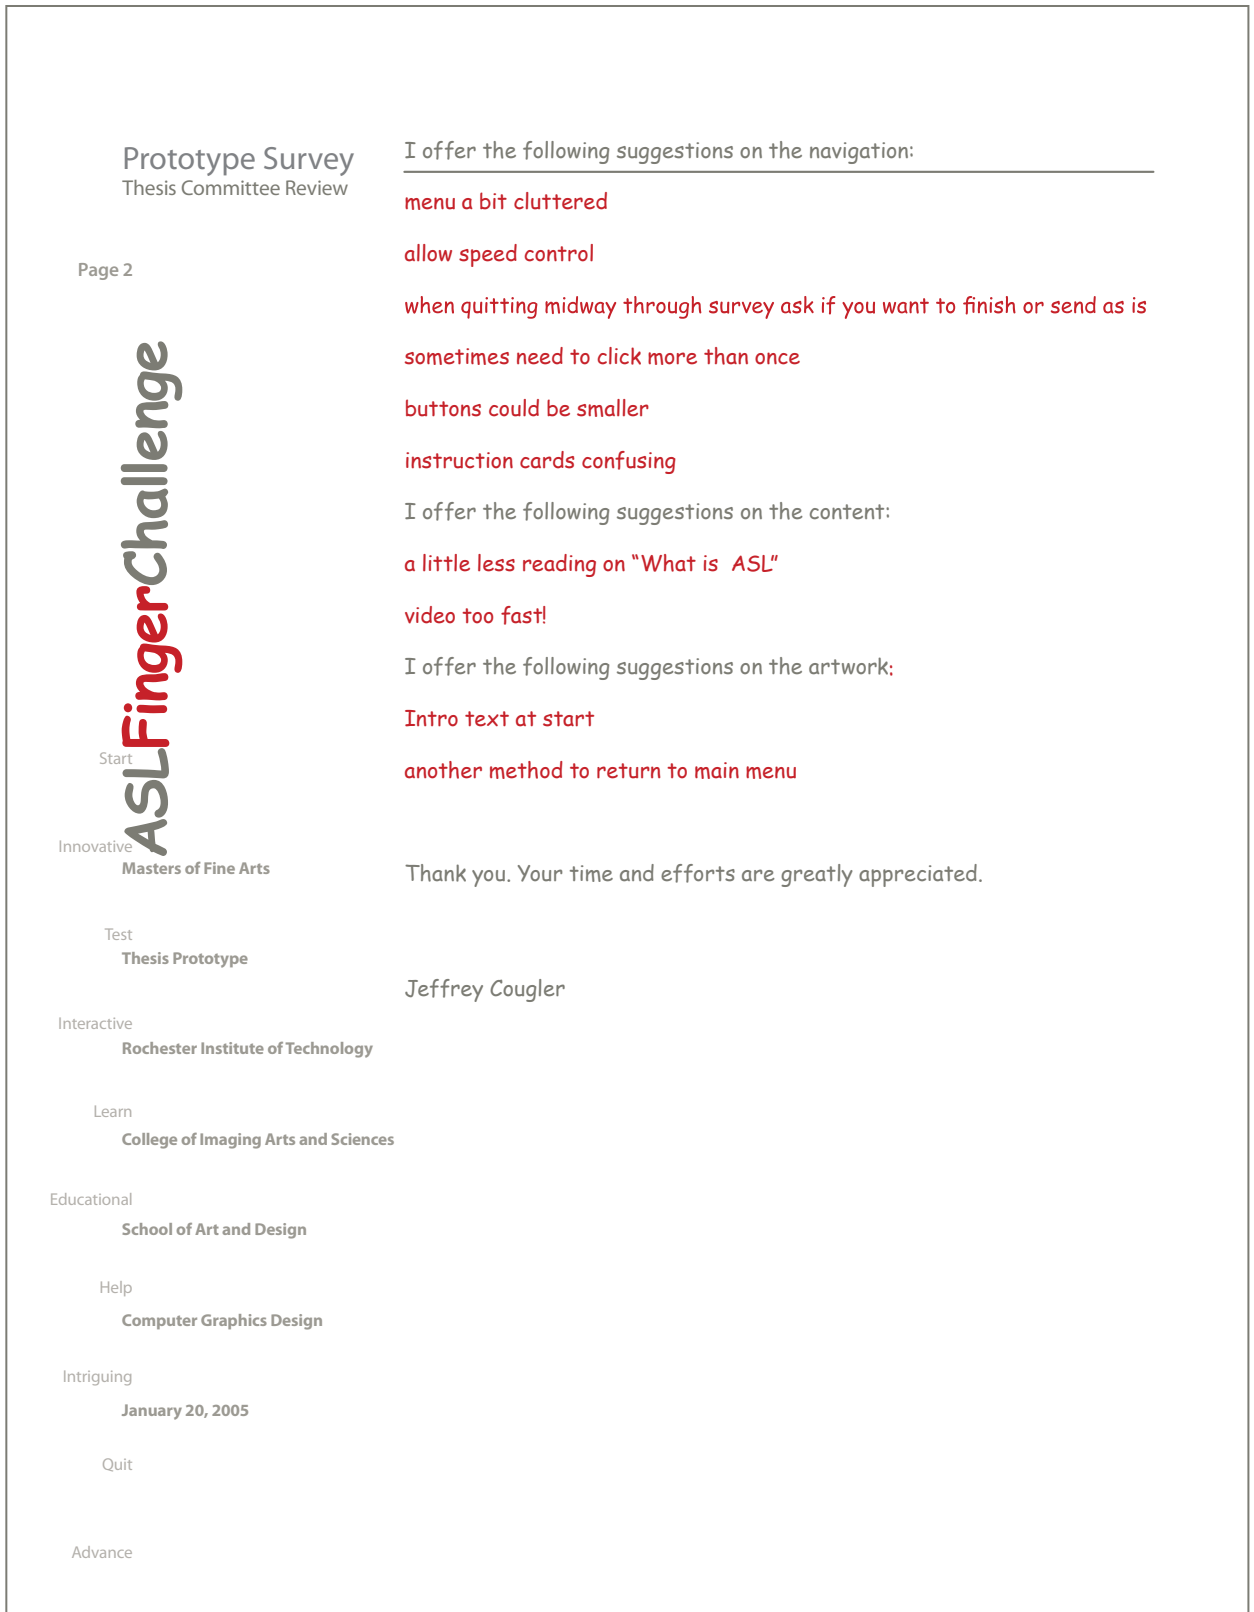 Prototype Survey
Thesis Committee Review
Page 2
ASLFingerChallenge
I offer the following suggestions on the navigation:
menu a bit cluttered
allow speed control
when quitting midway through survey ask if you want to finish or send as is
sometimes need to click more than once
buttons could be smaller
instruction cards confusing
I offer the following suggestions on the content:
a little less reading on “What is  ASL”
video too fast!
I offer the following suggestions on the artwork:
Intro text at start
another method to return to main menu
Thank you. Your time and efforts are greatly appreciated.
Jeffrey Cougler
Start
Innovative
Masters of Fine Arts
Test
Thesis Prototype
Interactive
Rochester Institute of Technology
Learn
College of Imaging Arts and Sciences
Educational
School of Art and Design
Help
Computer Graphics Design
Intriguing
January 20, 2005
Quit
Advance